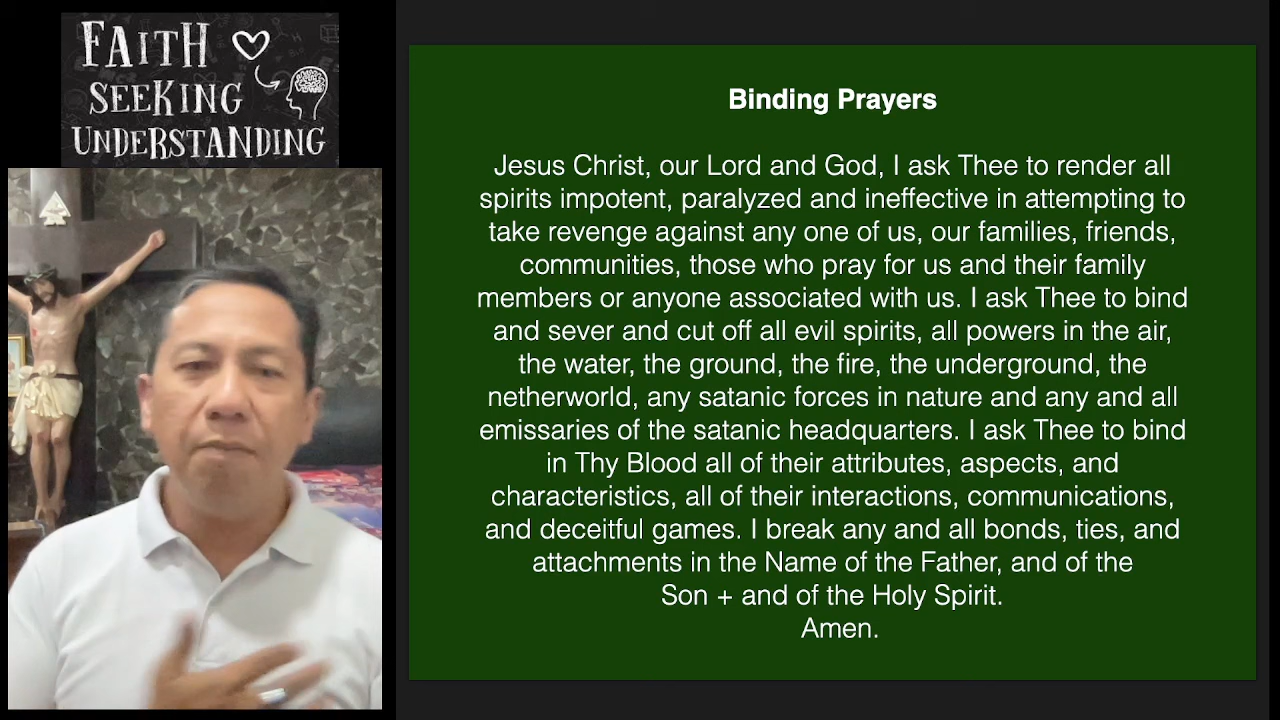 FAITH
SEEKING
UNDERSTANDING
Binding Prayers
Jesus Christ, our Lord and God, I ask Thee to render all
spirits impotent, paralyzed and ineffective in attempting to
take revenge against any one of us, our families, friends,
communities, those who pray for us and their family
members or anyone associated with us. I ask Thee to bind
and sever and cut off all evil spirits, all powers in the air,
the water, the ground, the fire, the underground, the
netherworld, any satanic forces in nature and any and all
emissaries of the satanic headquarters. I ask Thee to bind
in Thy Blood all of their attributes, aspects, and
characteristics, all of their interactions, communications,
and deceitful games. I break any and all bonds, ties, and
attachments in the Name of the Father, and of the
Son + and of the Holy Spirit.
Amen.